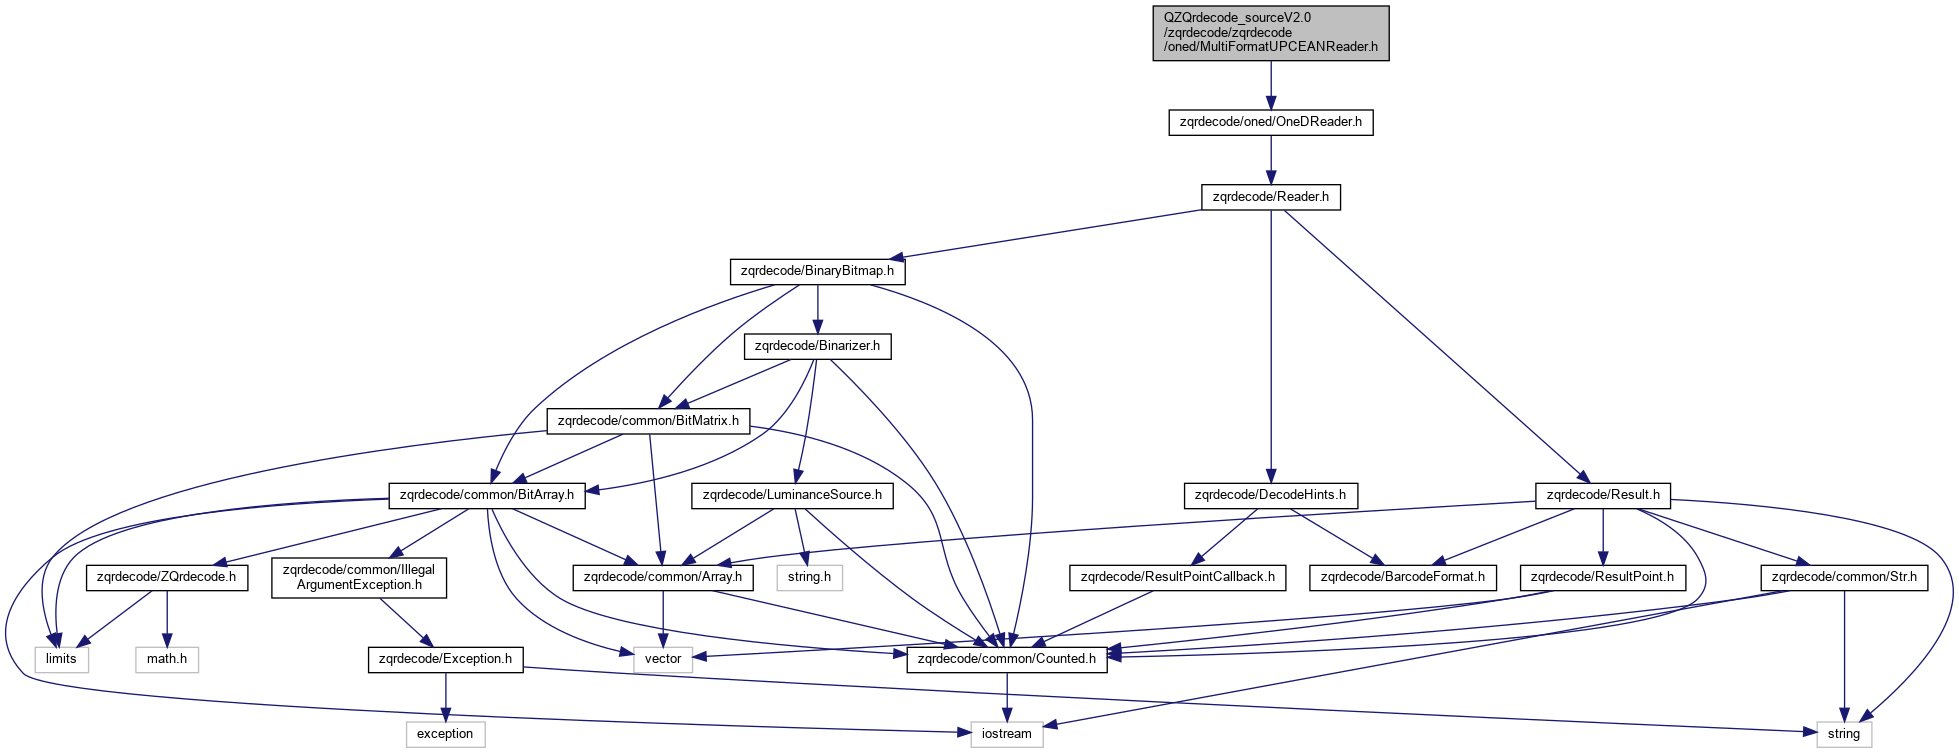 QZQrdecode_sourceV2.0
/zqrdecode/zqrdecode
/oned/MultiFormatUPCEANReader.h
zqrdecode/oned/OneDReader.h
zqrdecode/Reader.h
zqrdecode/BinaryBitmap.h
zqrdecode/Binarizer.h
zqrdecode/common/BitMatrix.h
zqrdecode/common/BitArray.h
zqrdecode/LuminanceSource.h
zqrdecode/DecodeHints.h
zqrdecode/Result.h
zqrdecode/ZQrdecode.h
zqrdecode/common/Illegal
ArgumentException.h
zqrdecode/common/Array.h
string.h
zqrdecode/ResultPointCallback.h
zqrdecode/BarcodeFormat.h
zqrdecode/ResultPoint.h
zqrdecode/common/Str.h
limits
math.h
zqrdecode/Exception.h
vector
zqrdecode/common/Counted.h
exception
iostream
string